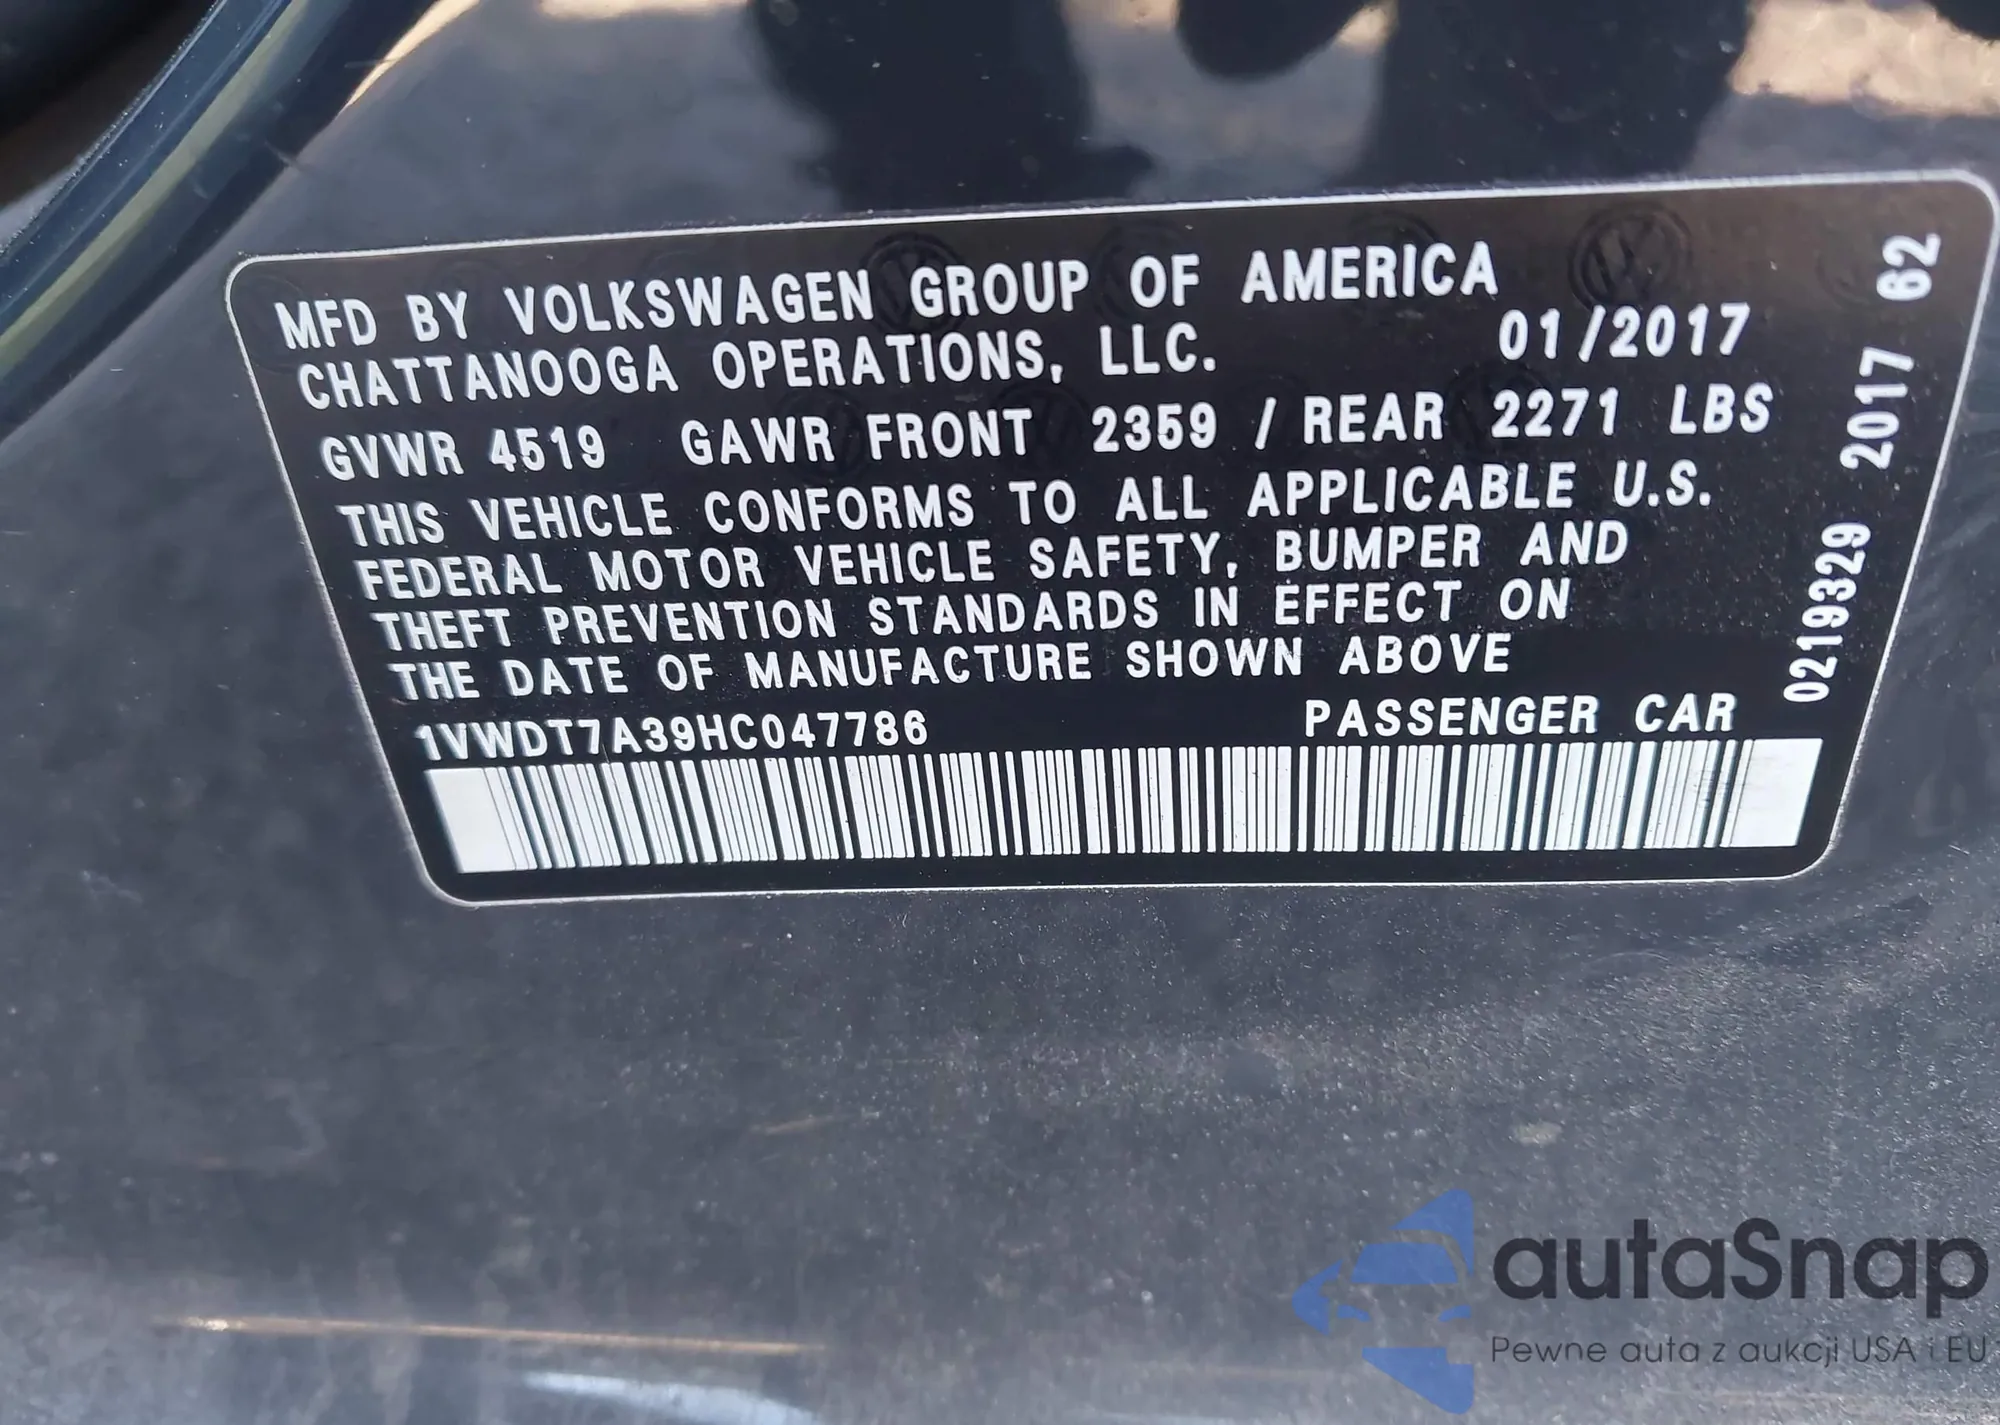 MFD BY VOLKSWAGEN GROUP OF AMERICA
CHATTANOOGA OPERATIONS, LLC. 01/2017
GVWR 4519 GAWR FRONT 2359 / REAR 2271 LBS
THIS VEHICLE CONFORMS TO ALL APPLICABLE U.S.
FEDERAL MOTOR VEHICLE SAFETY, BUMPER AND
THEFT PREVENTION STANDARDS IN EFFECT ON
THE DATE OF MANUFACTURE SHOWN ABOVE
1VWDT7A39HC047786 PASSENGER CAR
0219329 2017 62
autaSnap
Pewne auta z aukcji USA i EU